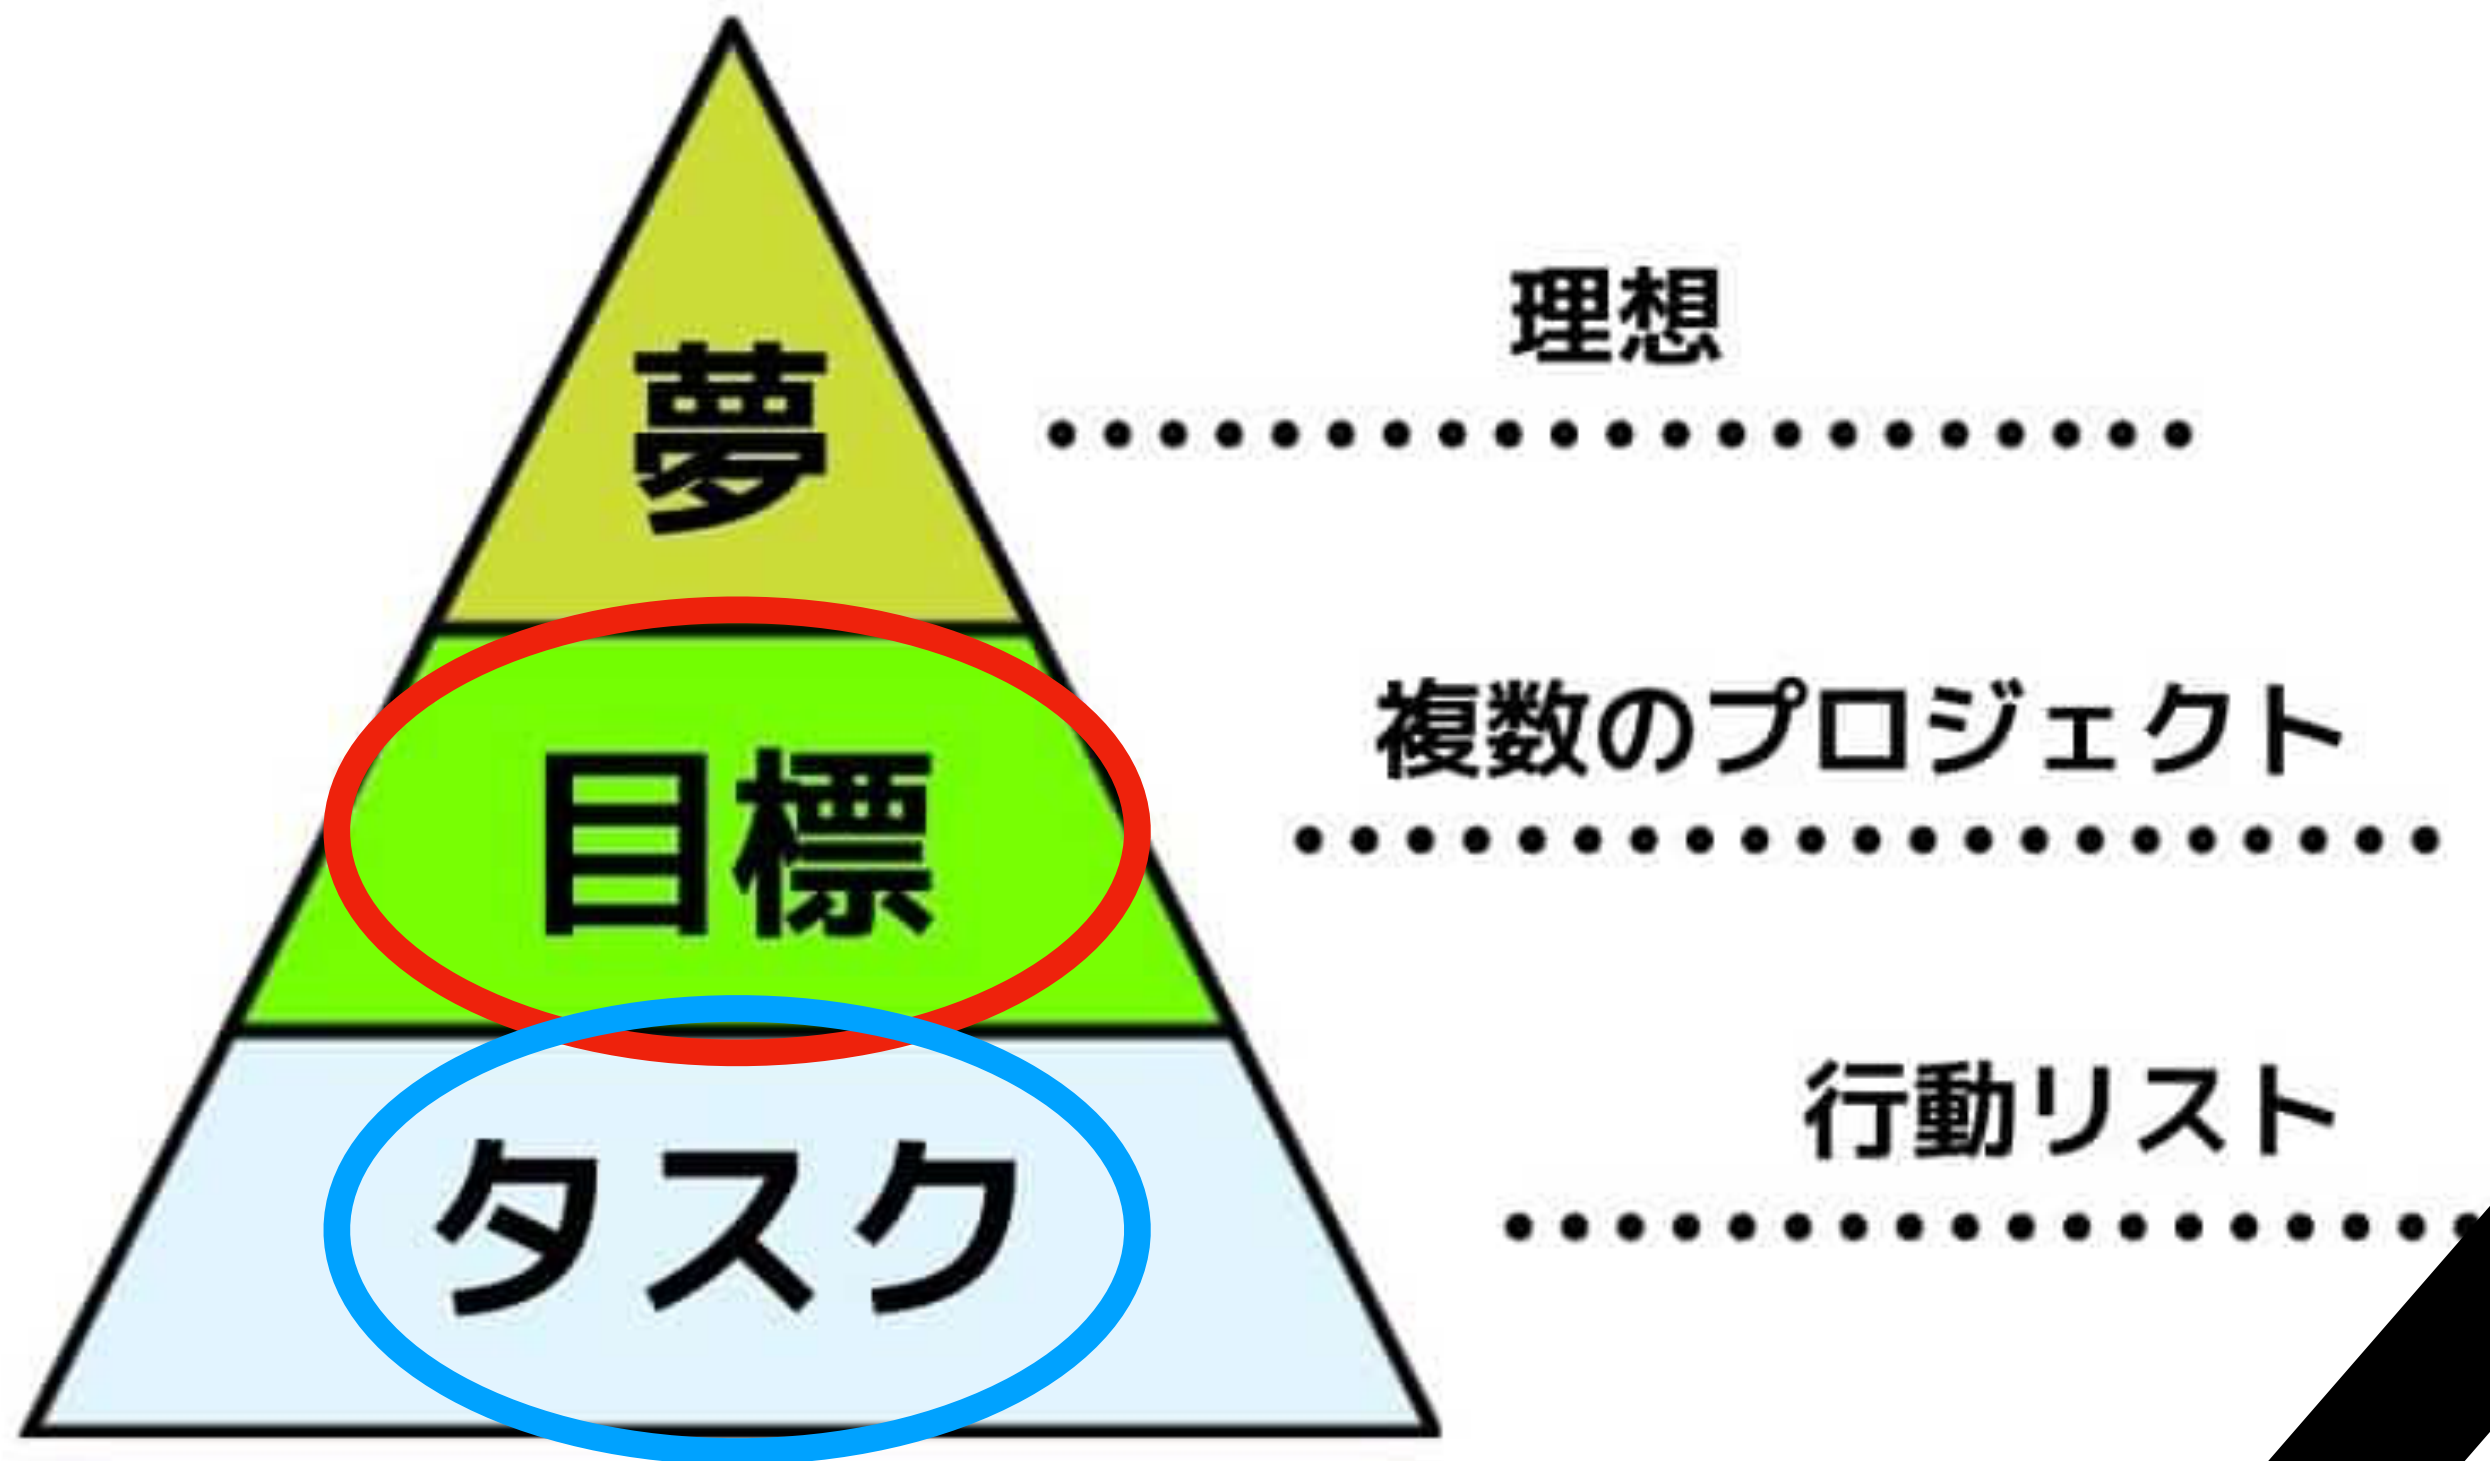 夢
理想
目標
複数のプロジェクト
タスク
行動リスト